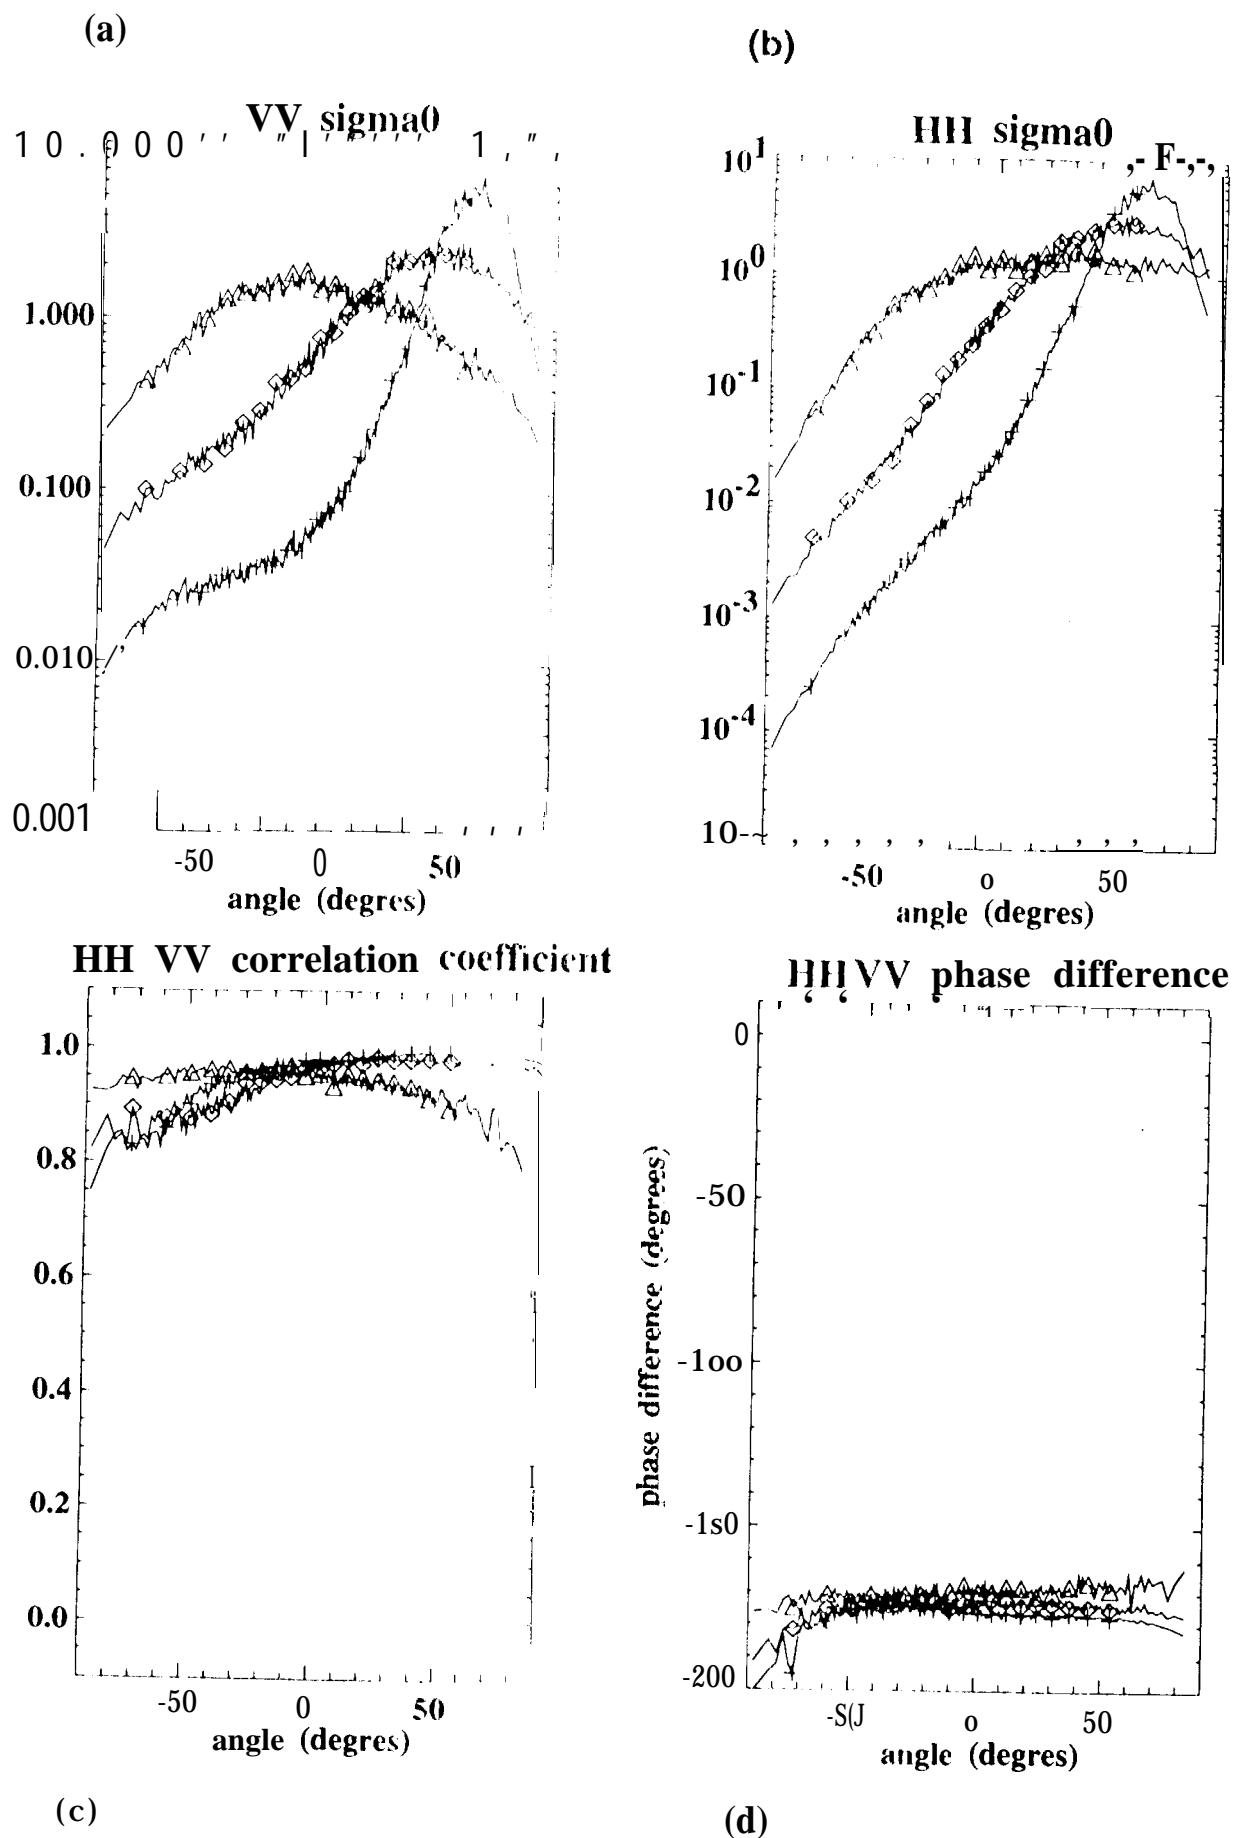 (a)
VV sigma0
10.000
1.000
0.100
0.010
0.001
-50 0 50
angle (degres)
(b)
HH sigma0
10^1
10^0
10^-1
10^-2
10^-3
10^-4
10-
-50 o 50
angle (degres)
HH VV correlation coefficient
1.0
0.8
0.6
0.4
0.2
0.0
-50 0 50
angle (degres)
(c)
HH VV phase difference
phase difference (degrees)
0
-50
-1oo
-1s0
-200
-S(J o 50
angle (degres)
(d)